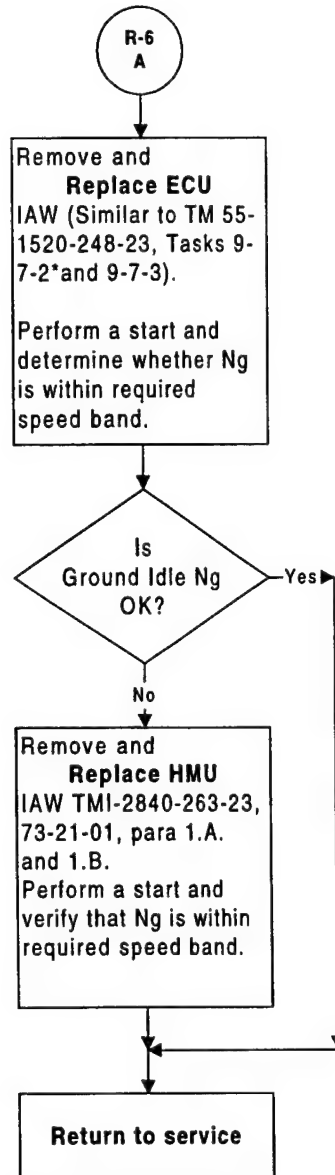 R-6
A
Remove and
Replace ECU
IAW (Similar to TM 55-
1520-248-23, Tasks 9-
7-2*and 9-7-3).
Perform a start and
determine whether Ng
is within required
speed band.
Is
Ground Idle Ng
OK?
Yes
No
Remove and
Replace HMU
IAW TMI-2840-263-23,
73-21-01, para 1.A.
and 1.B.
Perform a start and
verify that Ng is within
required speed band.
Return to service